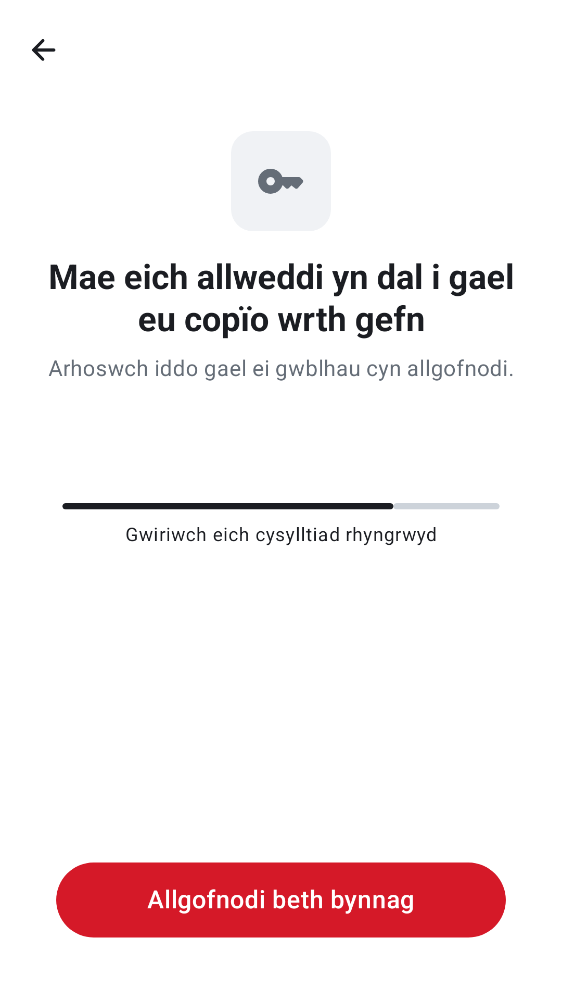 Mae eich allweddi yn dal i gael
eu copïo wrth gefn
Arhoswch iddo gael ei gwblhau cyn allgofnodi.
Gwiriwch eich cysylltiad rhyngrwyd
Allgofnodi beth bynnag